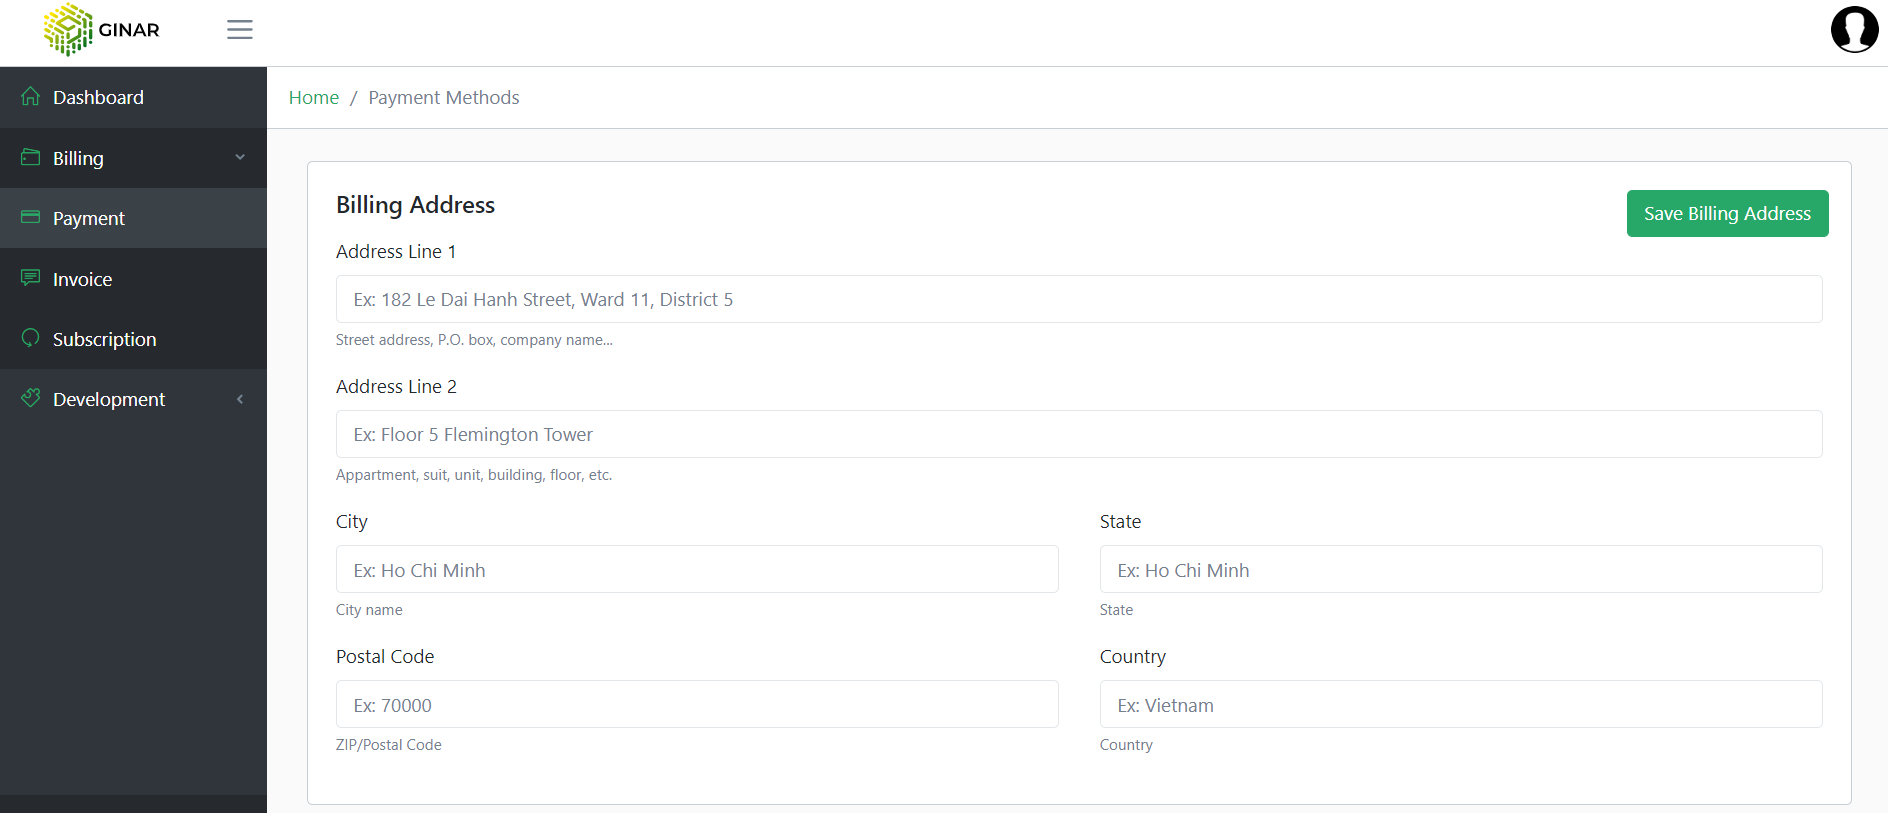 GINAR
Dashboard
Billing
Payment
Invoice
Subscription
Development
Home / Payment Methods
Billing Address
Save Billing Address
Address Line 1
Ex: 182 Le Dai Hanh Street, Ward 11, District 5
Street address, P.O. box, company name...
Address Line 2
Ex: Floor 5 Flemington Tower
Appartment, suit, unit, building, floor, etc.
City
State
Ex: Ho Chi Minh
Ex: Ho Chi Minh
City name
State
Postal Code
Country
Ex: 70000
Ex: Vietnam
ZIP/Postal Code
Country